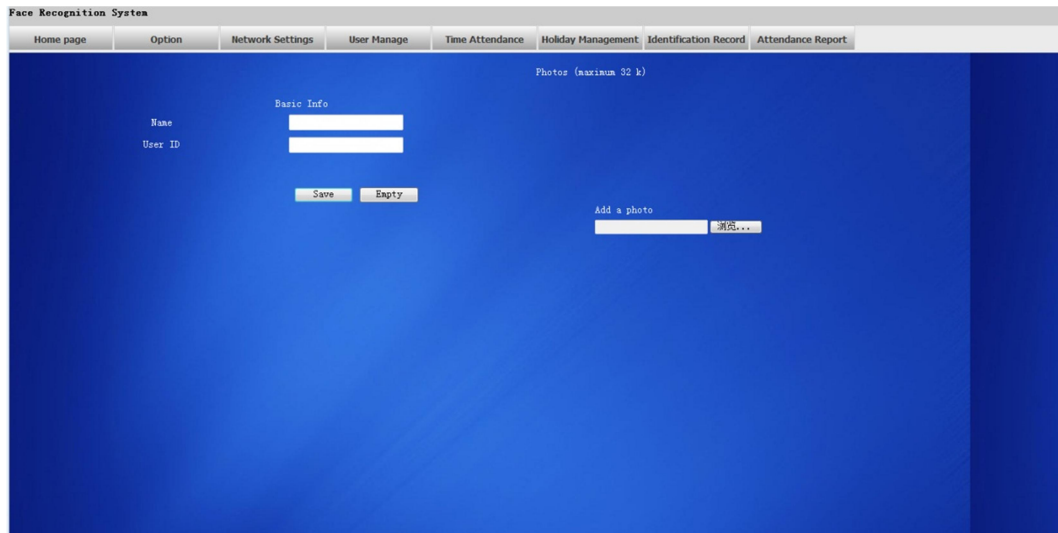 Face Recognition System
Home page Option Network Settings User Manage Time Attendance Holiday Management Identification Record Attendance Report
Photos (maximum 32 k)
Basic Info
Name
User ID
Save Empty
Add a photo
浏览...